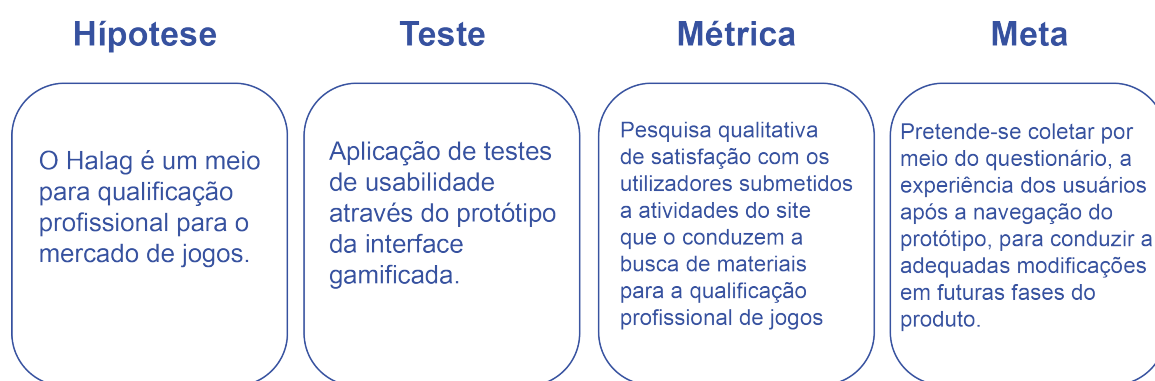 Hípotese
O Halag é um meio
para qualificação
profissional para o
mercado de jogos.
Teste
Aplicação de testes
de usabilidade
através do protótipo
da interface
gamificada.
Métrica
Pesquisa qualitativa
de satisfação com os
utilizadores submetidos
a atividades do site
que o conduzem a
busca de materiais
para a qualificação
profissional de jogos
Meta
Pretende-se coletar por
meio do questionário, a
experiência dos usuários
após a navegação do
protótipo, para conduzir a
adequadas modificações
em futuras fases do
produto.